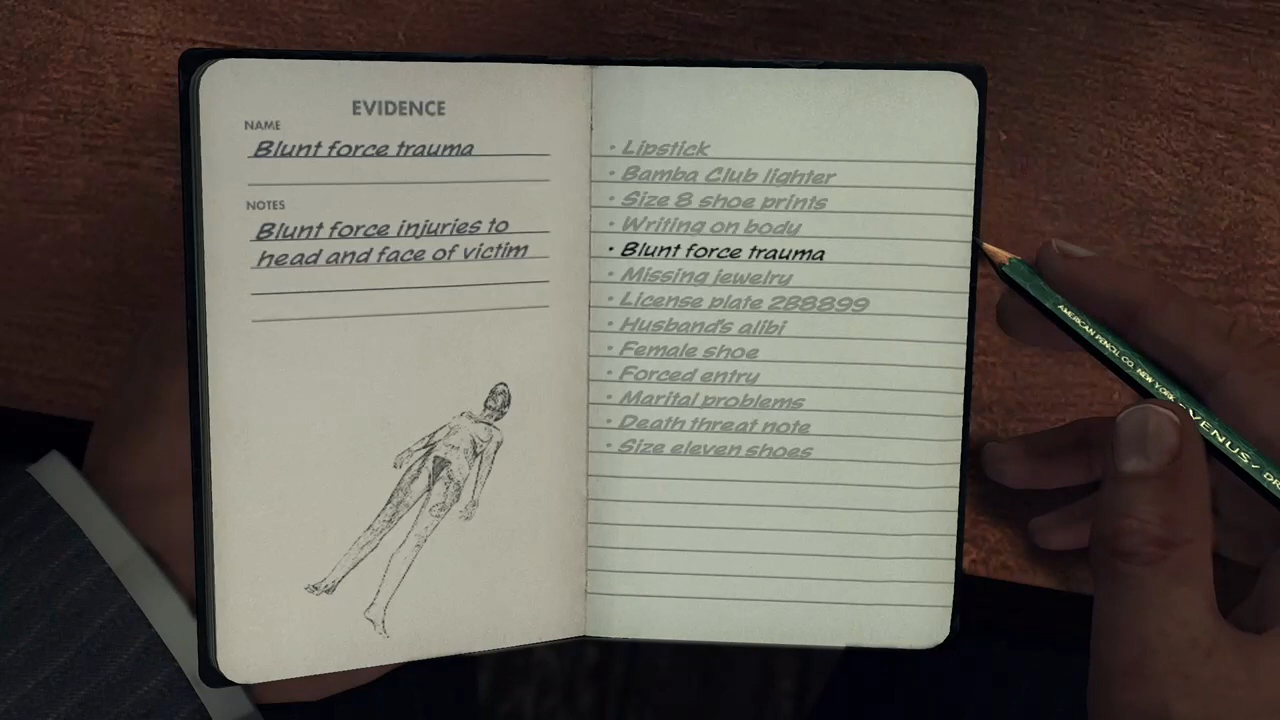 EVIDENCE
NAME
Blunt force trauma
NOTES
Blunt force injuries to
head and face of victim
• Lipstick
• Bamba Club lighter
• Size 8 shoe prints
• Writing on body
• Blunt force trauma
• Missing jewelry
• License plate 2B8899
• Husband's alibi
• Female shoe
• Forced entry
• Marital problems
• Death threat note
• Size eleven shoes
AMERICAN PENCIL CO. NEW YORK VENUS / DR